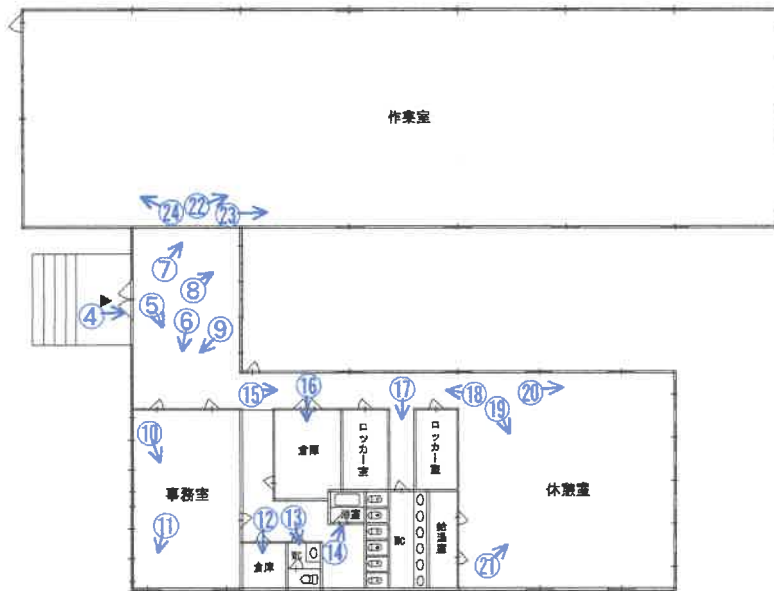 作業室
㉔ ㉒ ㉓
⑦
⑧
④ ⑤ ⑥ ⑨
⑮ ⑯ ⑰ ⑱ ⑳
⑲
⑩
倉庫
ロッカー室
ロッカー室
事務室
休憩室
⑪ ⑫ ⑬
浴室
⑭
WC
給湯室
倉庫
WC
㉑